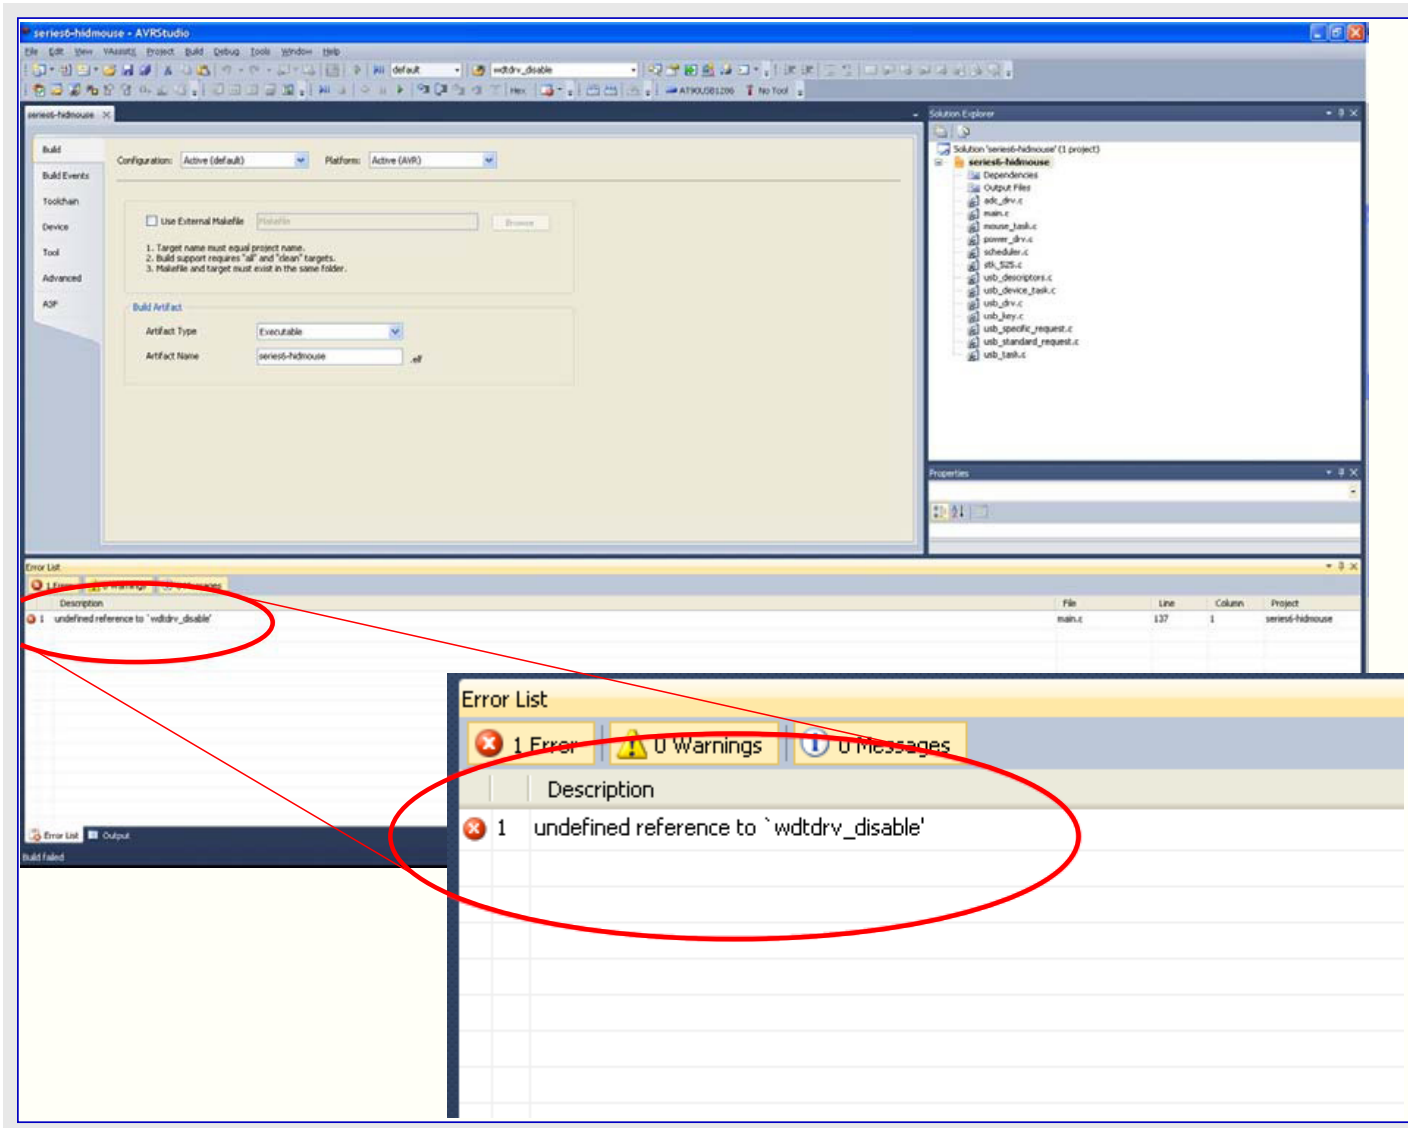 series6-hidmouse - AVRStudio
File Edit View VAssistX Project Build Debug Tools Window Help
default wdtdrv_disable
Hex AT90USB1286 No Tool
series6-hidmouse
Build
Build Events
Toolchain
Device
Tool
Advanced
ASF
Configuration: Active (default) Platform: Active (AVR)
Use External Makefile Makefile Browse
1. Target name must equal project name.
2. Build support requires "all" and "clean" targets.
3. Makefile and target must exist in the same folder.
Build Artifact
Artifact Type Executable
Artifact Name series6-hidmouse .elf
Solution Explorer
Solution 'series6-hidmouse' (1 project)
series6-hidmouse
Dependencies
Output Files
adc_drv.c
main.c
mouse_task.c
power_drv.c
scheduler.c
stk_525.c
usb_descriptors.c
usb_device_task.c
usb_drv.c
usb_key.c
usb_specific_request.c
usb_standard_request.c
usb_task.c
Properties
Error List
1 Error 0 Warnings 0 Messages
Description File Line Column Project
1 undefined reference to `wdtdrv_disable' main.c 137 1 series6-hidmouse
Error List Output
Build failed
Error List
1 Error 0 Warnings 0 Messages
Description
1 undefined reference to `wdtdrv_disable'